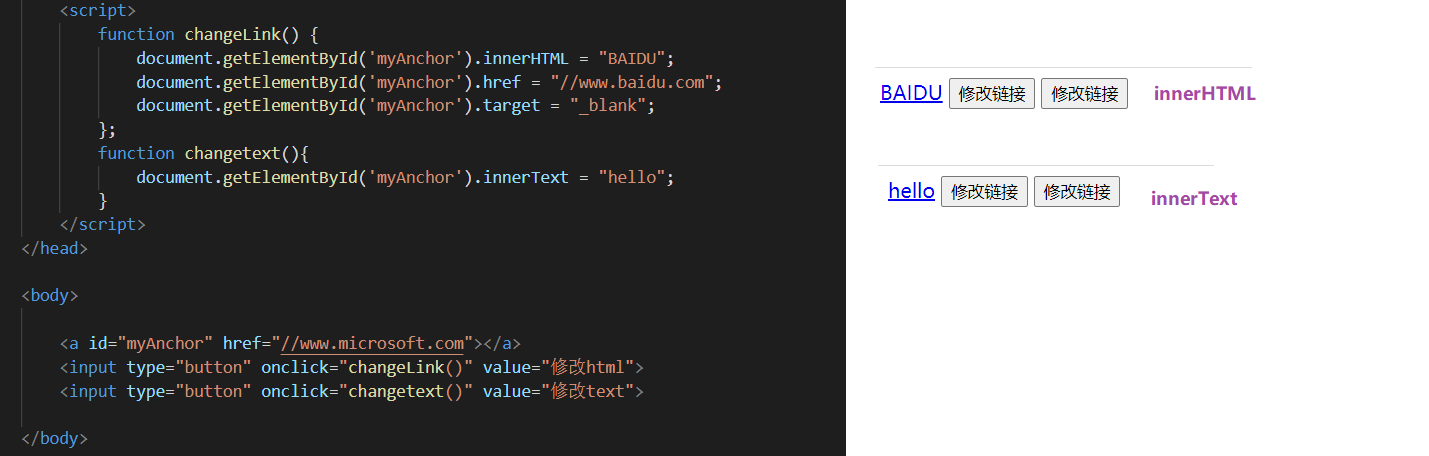 <script>
function changeLink() {
document.getElementById('myAnchor').innerHTML = "BAIDU";
document.getElementById('myAnchor').href = "//www.baidu.com";
document.getElementById('myAnchor').target = "_blank";
};
function changetext(){
document.getElementById('myAnchor').innerText = "hello";
}
</script>
</head>
<body>
<a id="myAnchor" href="//www.microsoft.com"></a>
<input type="button" onclick="changeLink()" value="修改html">
<input type="button" onclick="changetext()" value="修改text">
</body>
BAIDU 修改链接 修改链接 innerHTML
hello 修改链接 修改链接 innerText